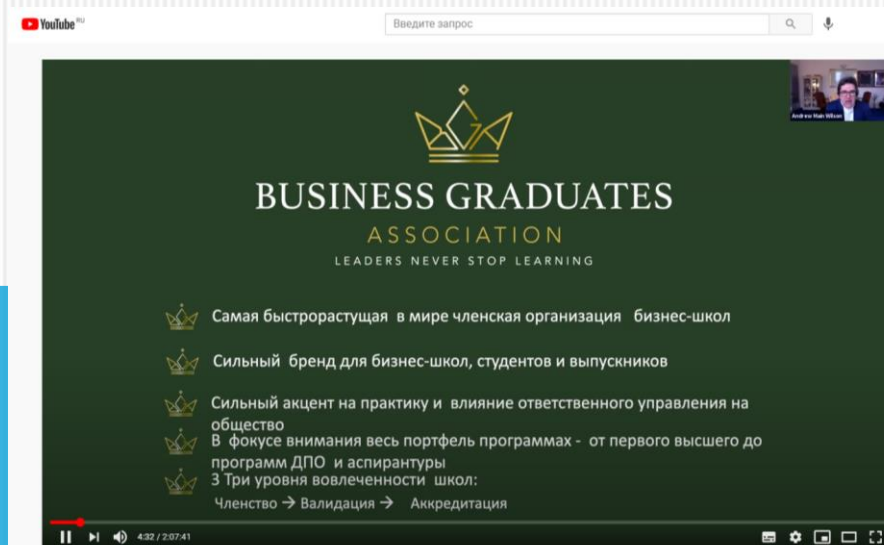 YouTube RU
Введите запрос
Andrew Main Wilson
BUSINESS GRADUATES
ASSOCIATION
LEADERS NEVER STOP LEARNING
Самая быстрорастущая в мире членская организация бизнес-школ
Сильный бренд для бизнес-школ, студентов и выпускников
Сильный акцент на практику и влияние ответственного управления на
общество
В фокусе внимания весь портфель программах - от первого высшего до
программ ДПО и аспирантуры
3 Три уровня вовлеченности школ:
Членство → Валидация → Аккредитация
4:32 / 2:07:41